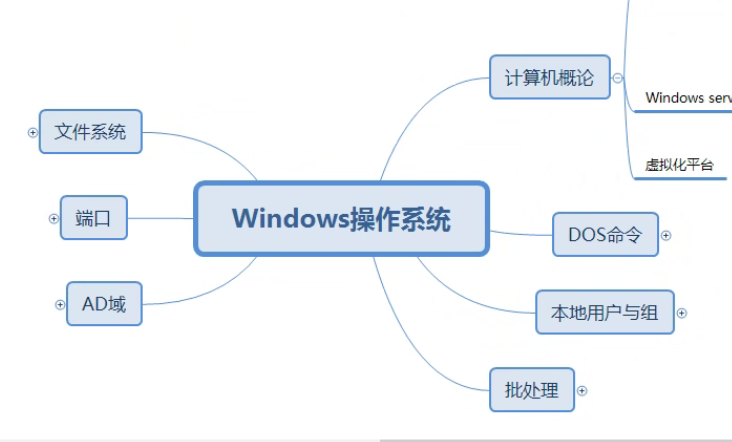 Windows操作系统
计算机概论
Windows
虚拟化平台
DOS命令
本地用户与组
批处理
文件系统
端口
AD域